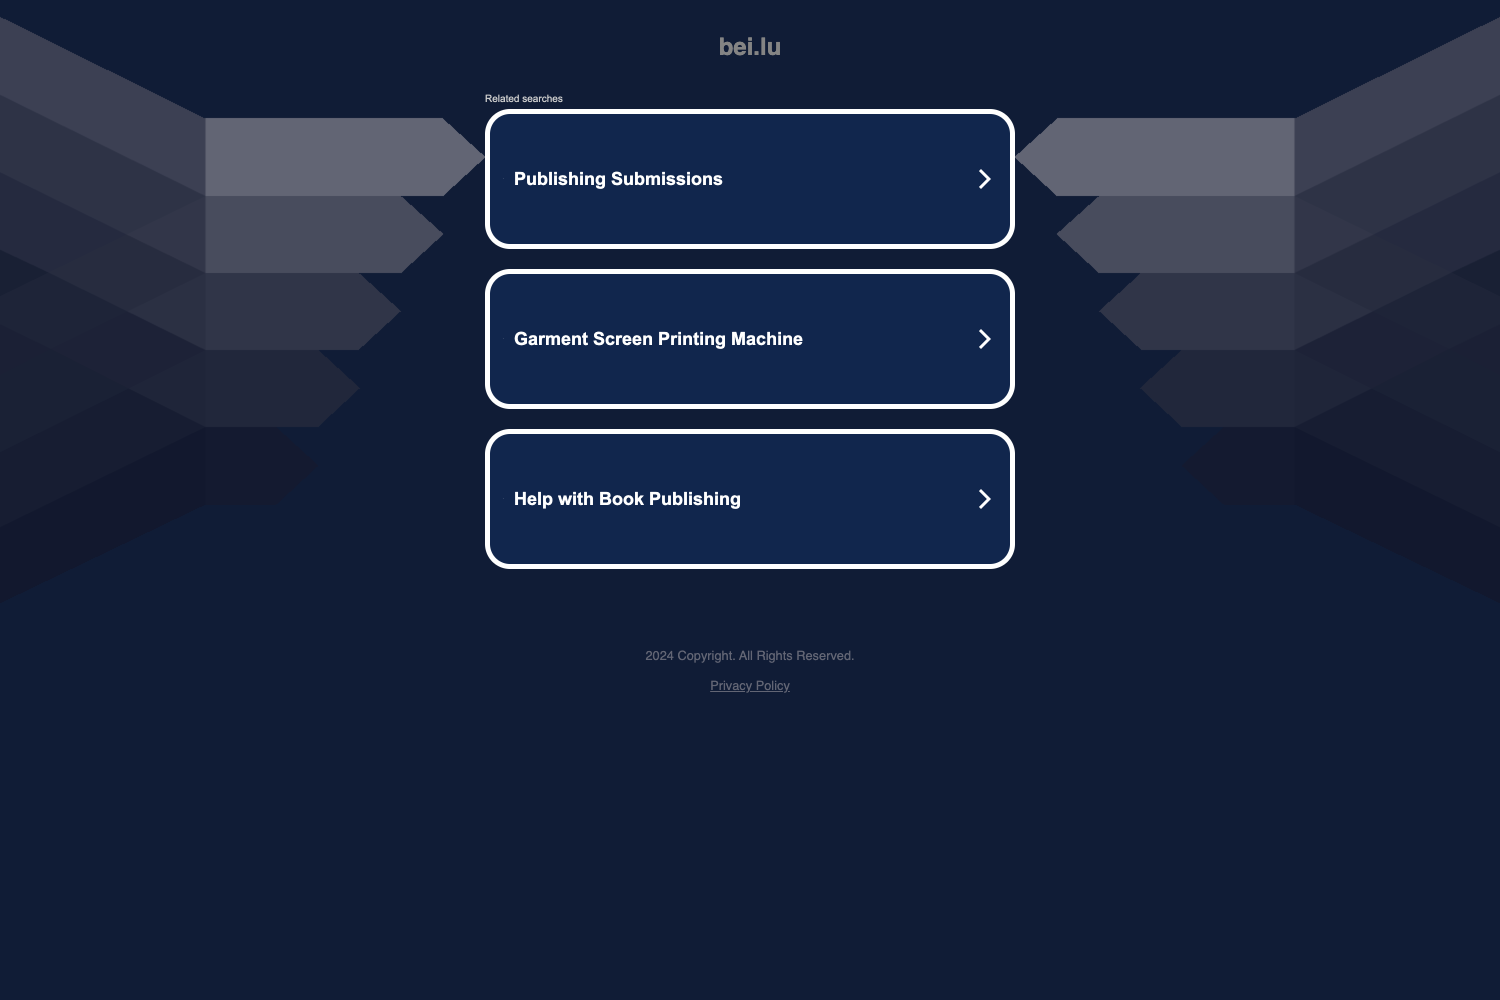 bei.lu
Related searches
Publishing Submissions
Garment Screen Printing Machine
Help with Book Publishing
2024 Copyright. All Rights Reserved.
Privacy Policy